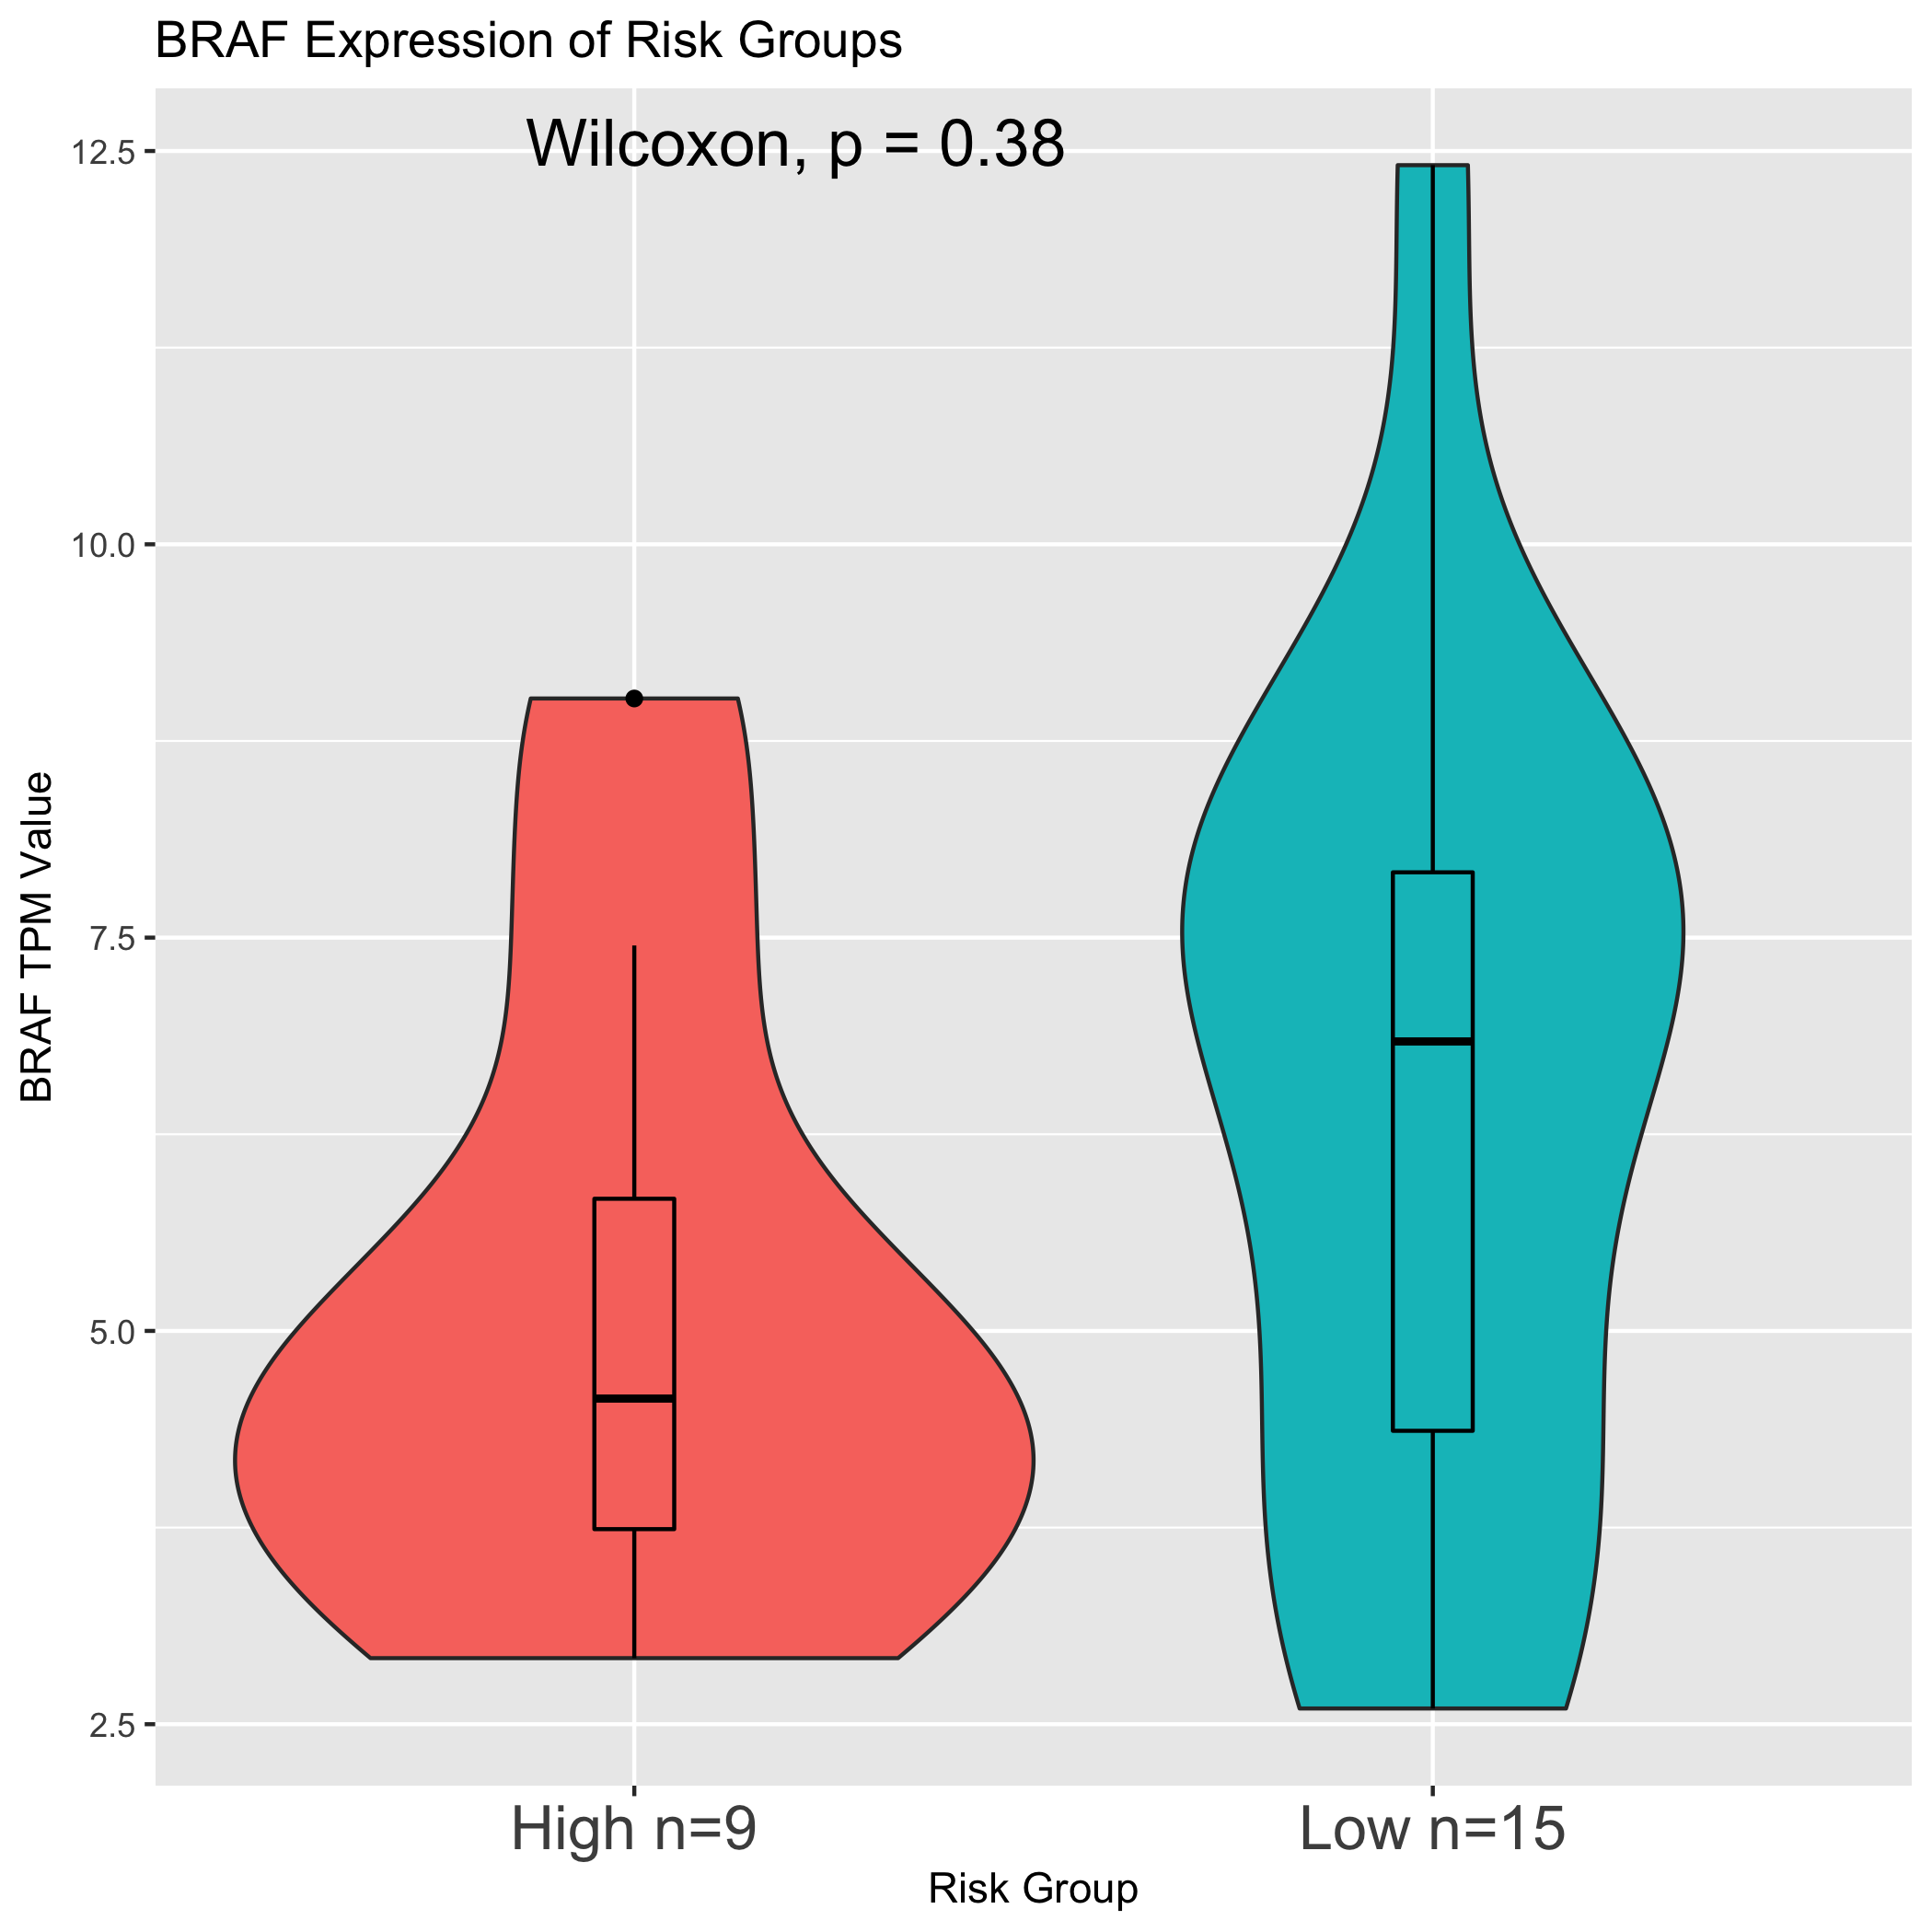 BRAF Expression of Risk Groups
Wilcoxon, p = 0.38
BRAF TPM Value
12.5
10.0
7.5
5.0
2.5
High n=9
Low n=15
Risk Group